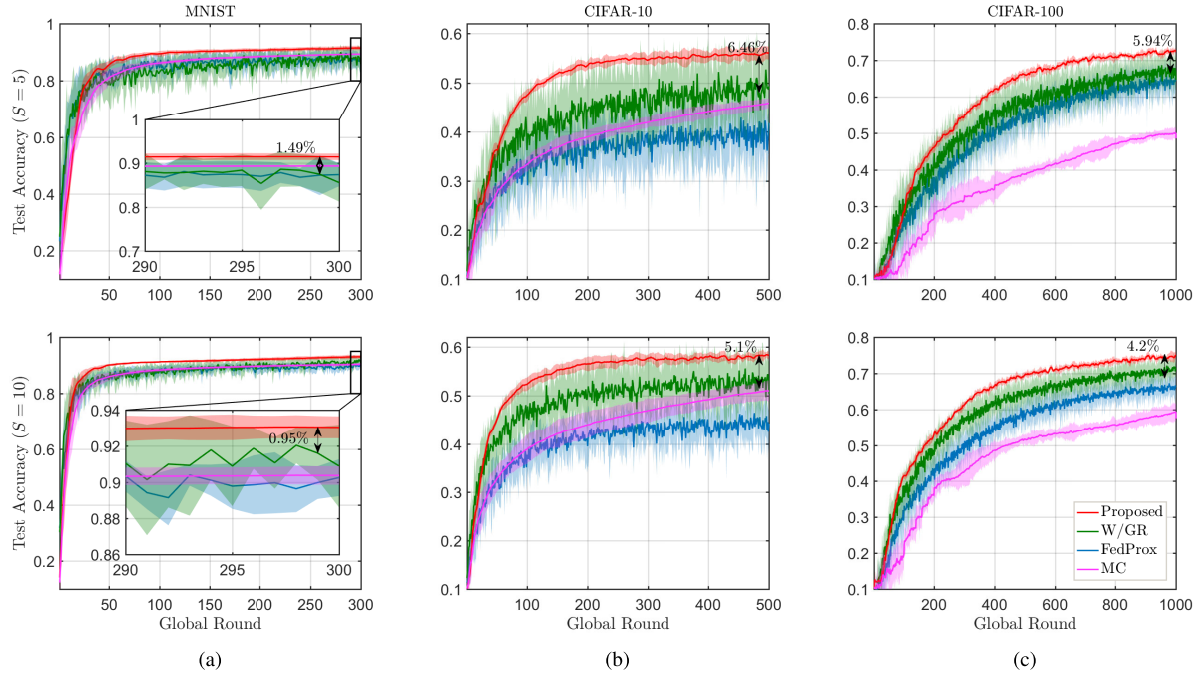 MNIST
CIFAR-10
CIFAR-100
Test Accuracy (S = 5)
1
0.8
0.6
0.4
0.2
50 100 150 200 250 300
1
0.9
0.8
0.7
290 295 300
1.49%
0.6
0.5
0.4
0.3
0.2
0.1
100 200 300 400 500
6.46%
0.8
0.7
0.6
0.5
0.4
0.3
0.2
0.1
200 400 600 800 1000
5.94%
Test Accuracy (S = 10)
1
0.8
0.6
0.4
0.2
50 100 150 200 250 300
Global Round
0.94
0.92
0.9
0.88
0.86
290 295 300
0.95%
0.6
0.5
0.4
0.3
0.2
0.1
100 200 300 400 500
Global Round
5.1%
0.8
0.7
0.6
0.5
0.4
0.3
0.2
0.1
200 400 600 800 1000
Global Round
4.2%
Proposed
W/GR
FedProx
MC
(a)
(b)
(c)